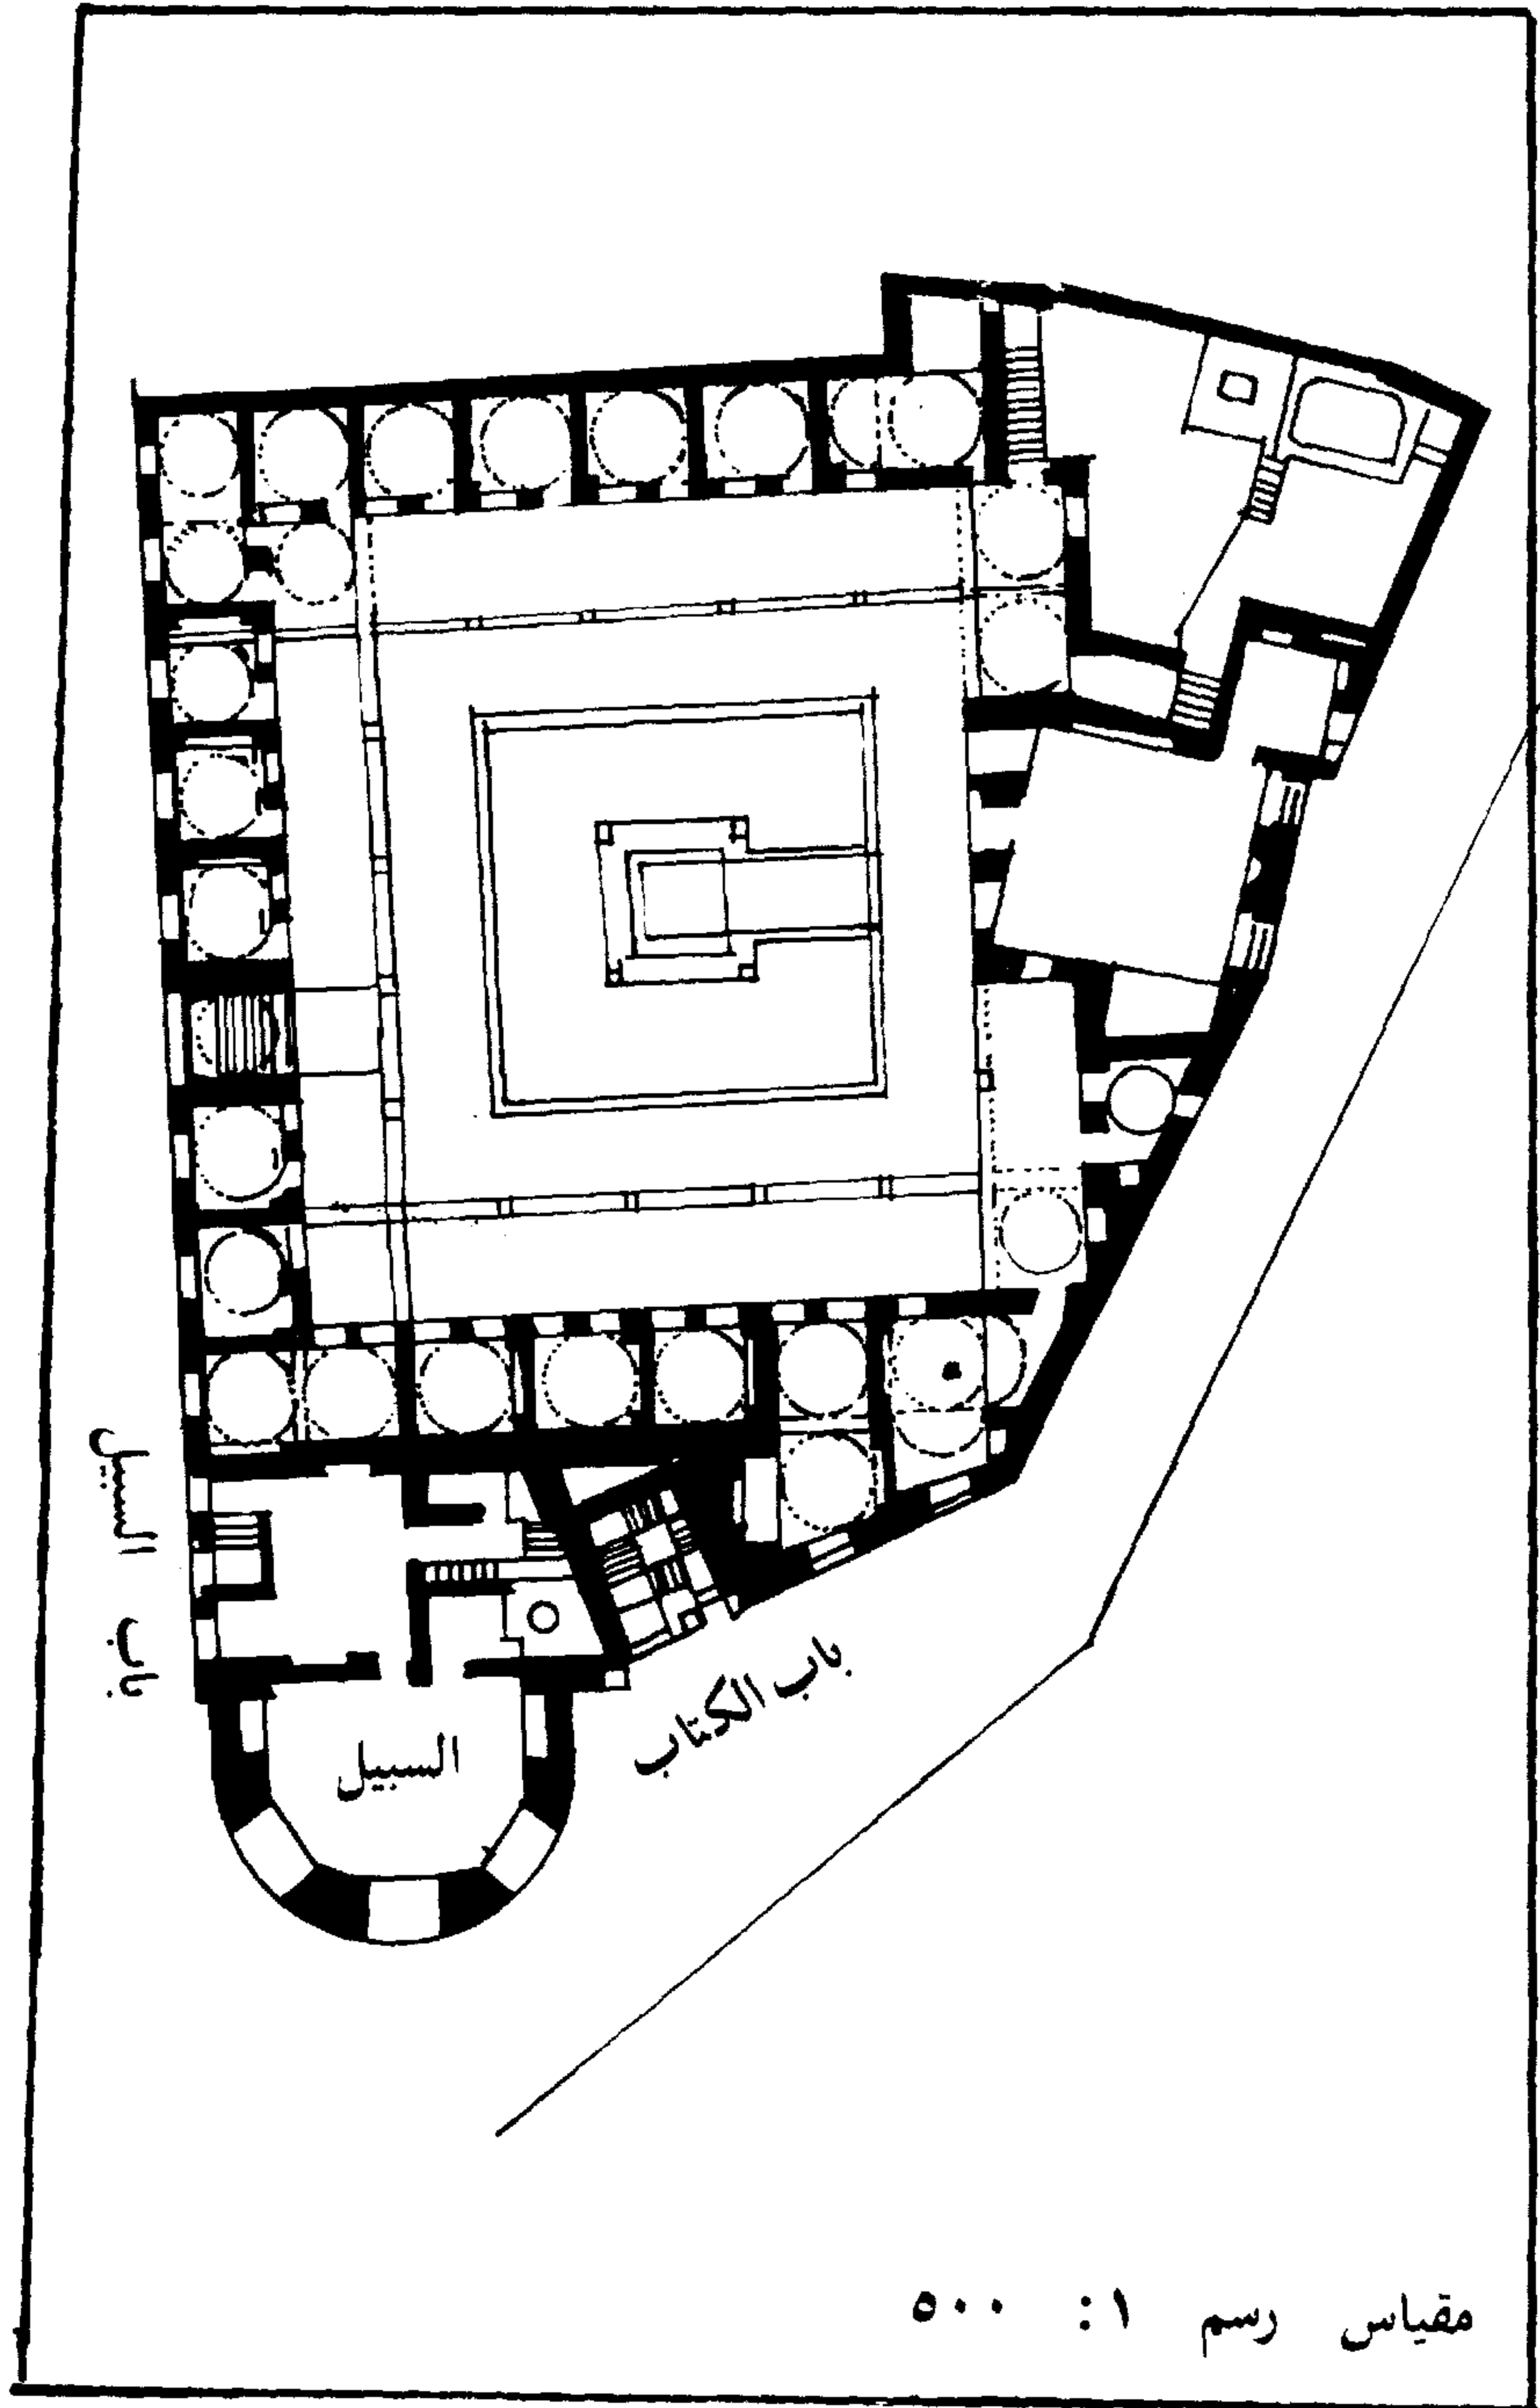 باب السبيل
السبيل
باب الكتاب
مقياس رسم ١ : ٥٠٠